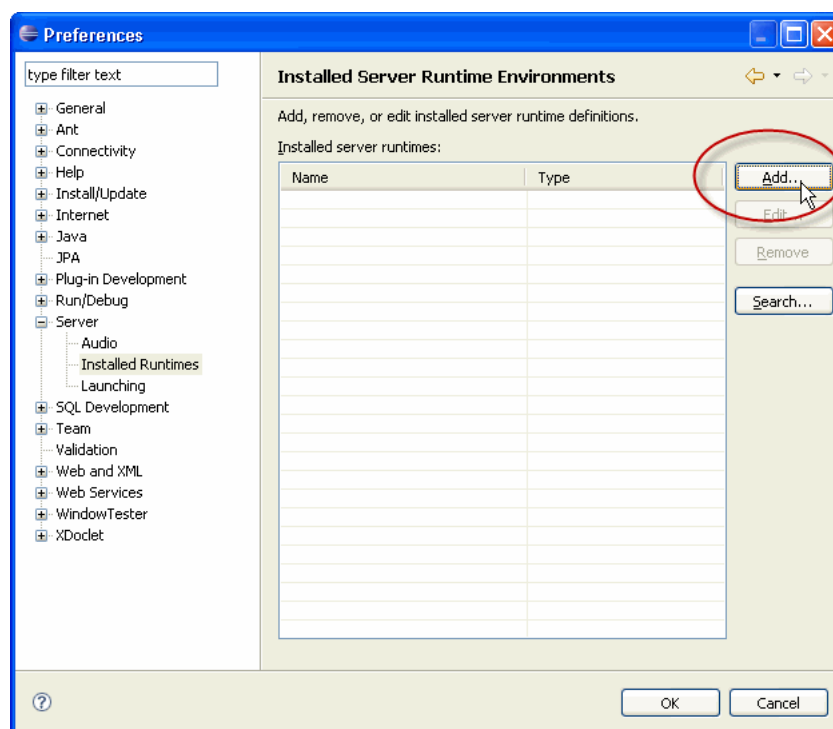 Preferences
type filter text
General
Ant
Connectivity
Help
Install/Update
Internet
Java
JPA
Plug-in Development
Run/Debug
Server
Audio
Installed Runtimes
Launching
SQL Development
Team
Validation
Web and XML
Web Services
WindowTester
XDoclet
Installed Server Runtime Environments
Add, remove, or edit installed server runtime definitions.
Installed server runtimes:
Name Type
Add...
Edit...
Remove
Search...
OK Cancel